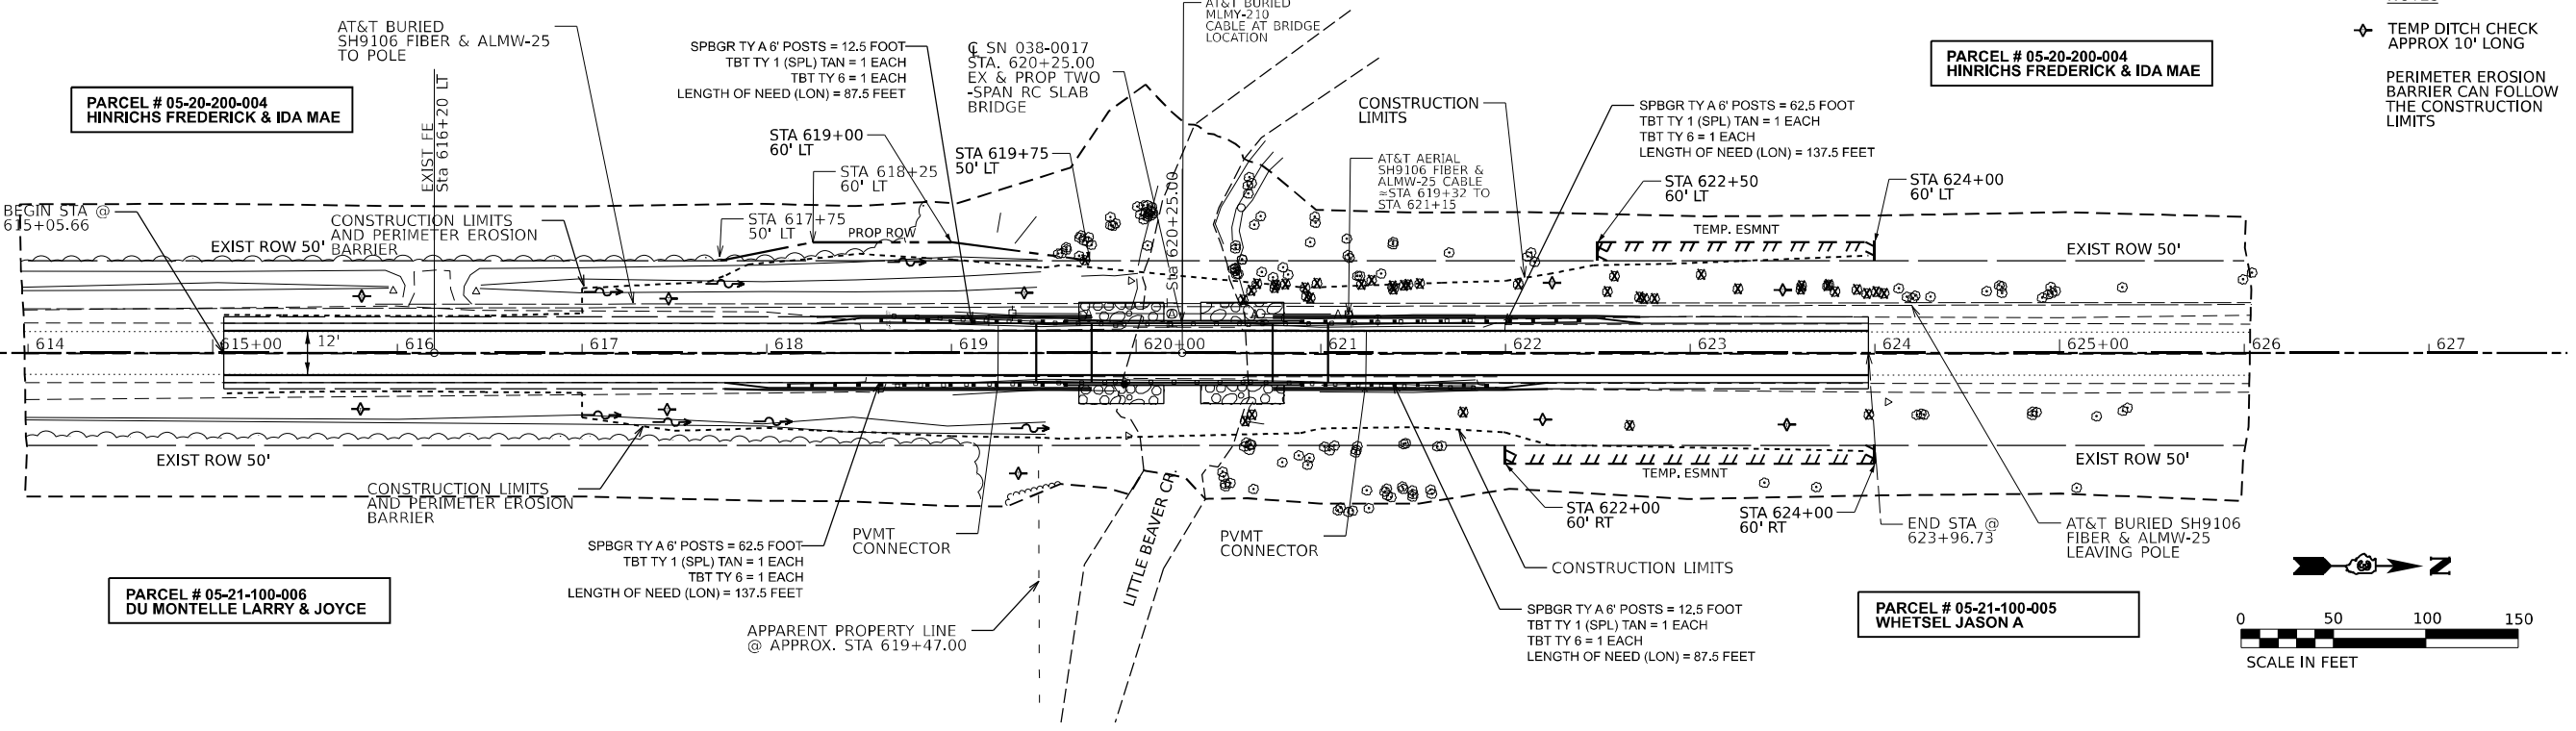 AT&T BURIED
SH9106 FIBER & ALMW-25
TO POLE
EXIST FE
Sta 616+20 LT
PARCEL # 05-20-200-004
HINRICHS FREDERICK & IDA MAE
SPBGR TY A 6' POSTS = 12.5 FOOT
TBT TY 1 (SPL) TAN = 1 EACH
TBT TY 6 = 1 EACH
LENGTH OF NEED (LON) = 87.5 FEET
℄ SN 038-0017
STA. 620+25.00
EX & PROP TWO
-SPAN RC SLAB
BRIDGE
AT&T BURIED
MLMY-210
CABLE AT BRIDGE
LOCATION
PARCEL # 05-20-200-004
HINRICHS FREDERICK & IDA MAE
TEMP DITCH CHECK
APPROX 10' LONG
PERIMETER EROSION
BARRIER CAN FOLLOW
THE CONSTRUCTION
LIMITS
CONSTRUCTION
LIMITS
SPBGR TY A 6' POSTS = 62.5 FOOT
TBT TY 1 (SPL) TAN = 1 EACH
TBT TY 6 = 1 EACH
LENGTH OF NEED (LON) = 137.5 FEET
STA 619+00
60' LT
STA 619+75
50' LT
STA 618+25
60' LT
AT&T AERIAL
SH9106 FIBER &
ALMW-25 CABLE
≈STA 619+32 TO
STA 621+15
STA 622+50
60' LT
STA 624+00
60' LT
BEGIN STA @
615+05.66
CONSTRUCTION LIMITS
AND PERIMETER EROSION
BARRIER
EXIST ROW 50'
STA 617+75
50' LT
PROP ROW
Sta 620+25.00
TEMP. ESMNT
EXIST ROW 50'
12'
614
615+00
616
617
618
619
620+00
621
622
623
624
625+00
626
627
EXIST ROW 50'
CONSTRUCTION LIMITS
AND PERIMETER EROSION
BARRIER
TEMP. ESMNT
EXIST ROW 50'
STA 622+00
60' RT
STA 624+00
60' RT
END STA @
623+96.73
AT&T BURIED SH9106
FIBER & ALMW-25
LEAVING POLE
PVMT
CONNECTOR
LITTLE BEAVER CR.
PVMT
CONNECTOR
SPBGR TY A 6' POSTS = 62.5 FOOT
TBT TY 1 (SPL) TAN = 1 EACH
TBT TY 6 = 1 EACH
LENGTH OF NEED (LON) = 137.5 FEET
CONSTRUCTION LIMITS
PARCEL # 05-21-100-006
DU MONTELLE LARRY & JOYCE
APPARENT PROPERTY LINE
@ APPROX. STA 619+47.00
SPBGR TY A 6' POSTS = 12.5 FOOT
TBT TY 1 (SPL) TAN = 1 EACH
TBT TY 6 = 1 EACH
LENGTH OF NEED (LON) = 87.5 FEET
PARCEL # 05-21-100-005
WHETSEL JASON A
N
0 50 100 150
SCALE IN FEET